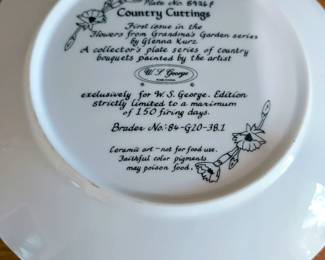 Plate No. 8926F
Country Cuttings
First issue in the
Flowers from Grandma's Garden series
by Glenna Kurz
A collector's plate series of country
bouquets painted by the artist
W. S. George
exclusively for W. S. George. Edition
strictly limited to a maximum
of 150 firing days.
Bradex No: 84-G20-38.1
Ceramic art - not for food use.
Faithful color pigments
may poison food.